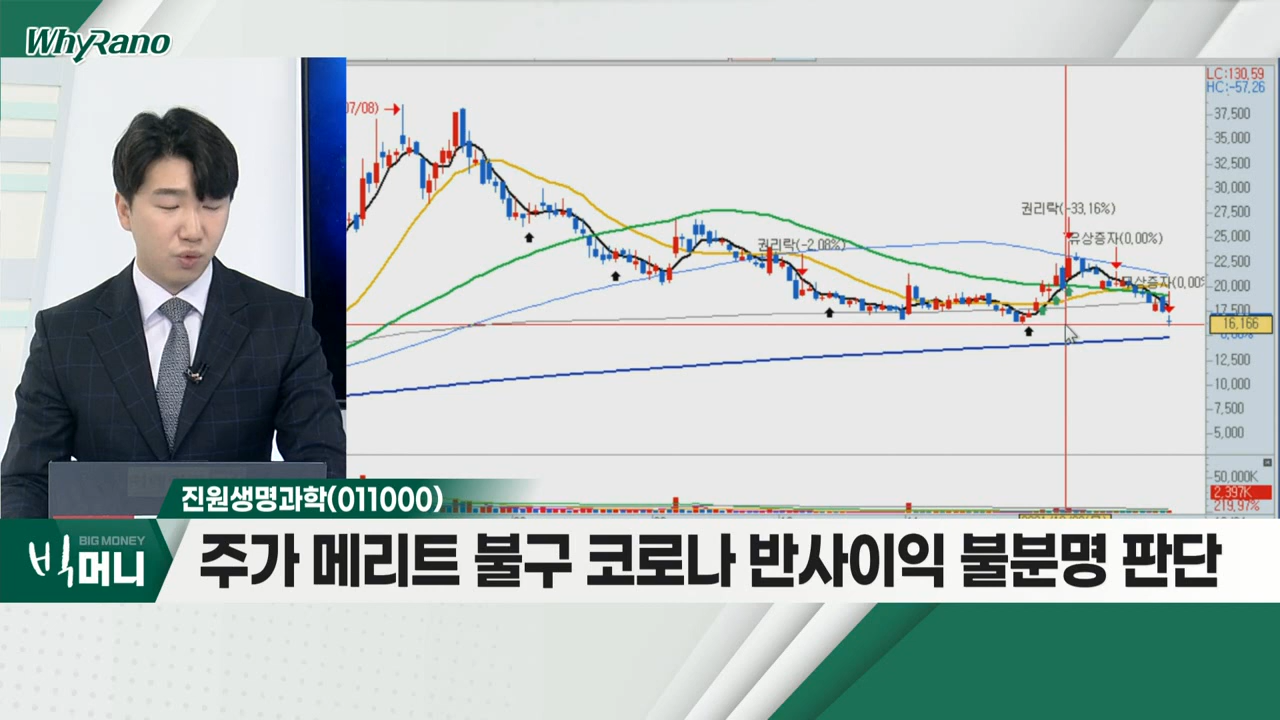 WhyRano
07/08)
LC:130,59
HC:-57,26
37,500
35,000
32,500
30,000
27,500
25,000
22,500
20,000
17,500
16,166
12,500
10,000
7,500
5,000
권리락(-33,16%)
유상증자(0,00%)
권리락(-2,08%)
50,000K
2,397K
219,97%
진원생명과학(011000)
BIG MONEY
빅머니
주가 메리트 불구 코로나 반사이익 불분명 판단